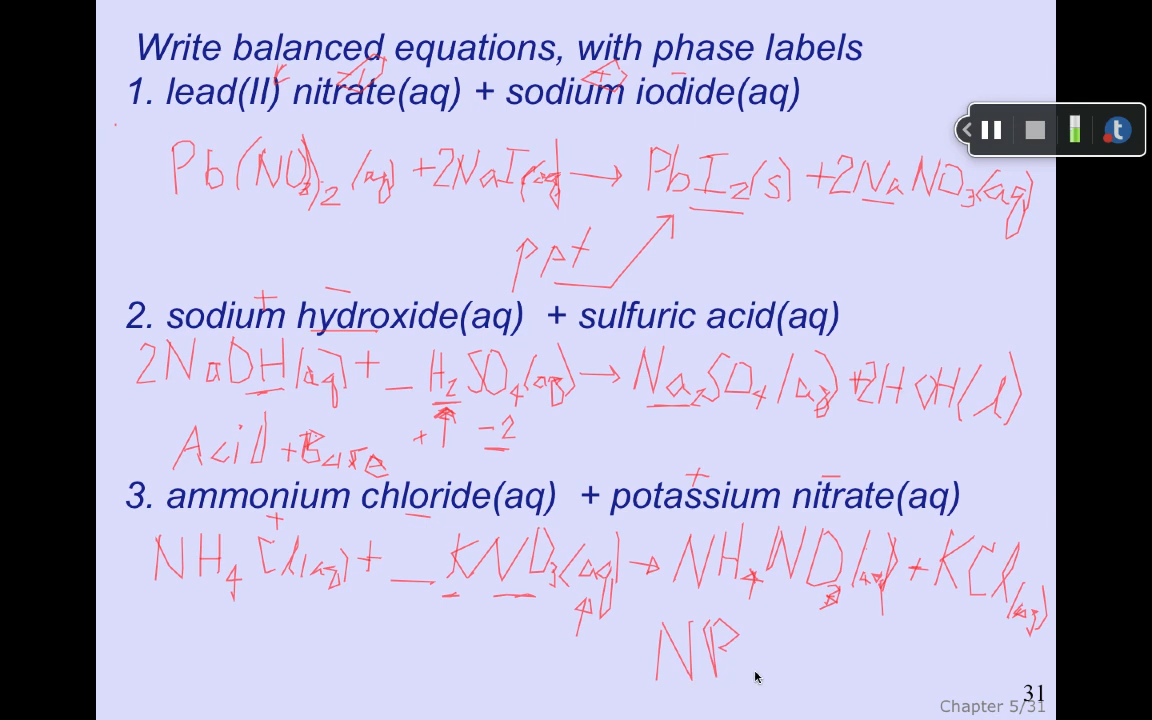 Write balanced equations, with phase labels
1. lead(II) nitrate(aq) + sodium iodide(aq)
Pb(NO3)2 (aq) + 2NaI(aq) → PbI2(s) + 2NaNO3(aq)
ppt
2. sodium hydroxide(aq) + sulfuric acid(aq)
2NaOH(aq) + _ H2SO4(aq) → Na2SO4(aq) + 2HOH(l)
Acid + Base + -2
3. ammonium chloride(aq) + potassium nitrate(aq)
NH4Cl(aq) + _ KNO3(aq) → NH4NO3(aq) + KCl(aq)
NP
31
Chapter 5/31
t